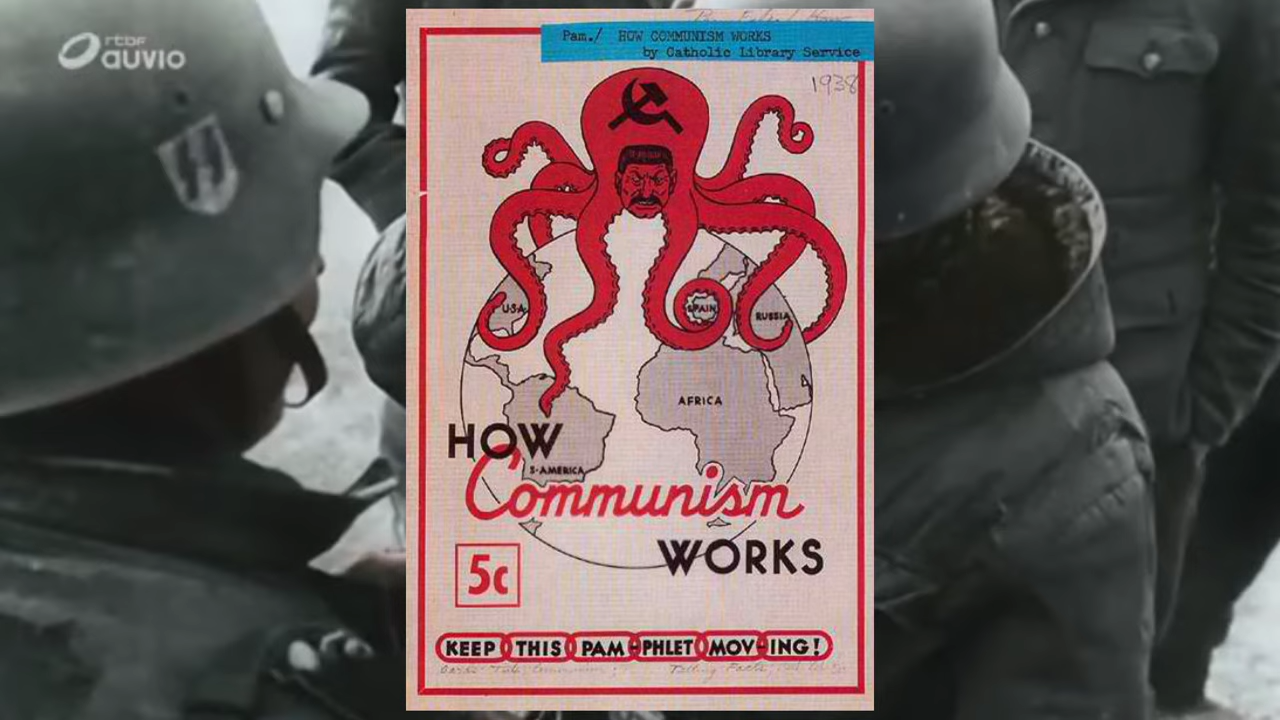 rtbf
auvio
Pam./ HOW COMMUNISM WORKS
by Catholic Library Service
1938
U·S·A·
SPAIN
RUSSIA
AFRICA
S·AMERICA
HOW
Communism
WORKS
5c
KEEP THIS PAM-PHLET MOV-ING!